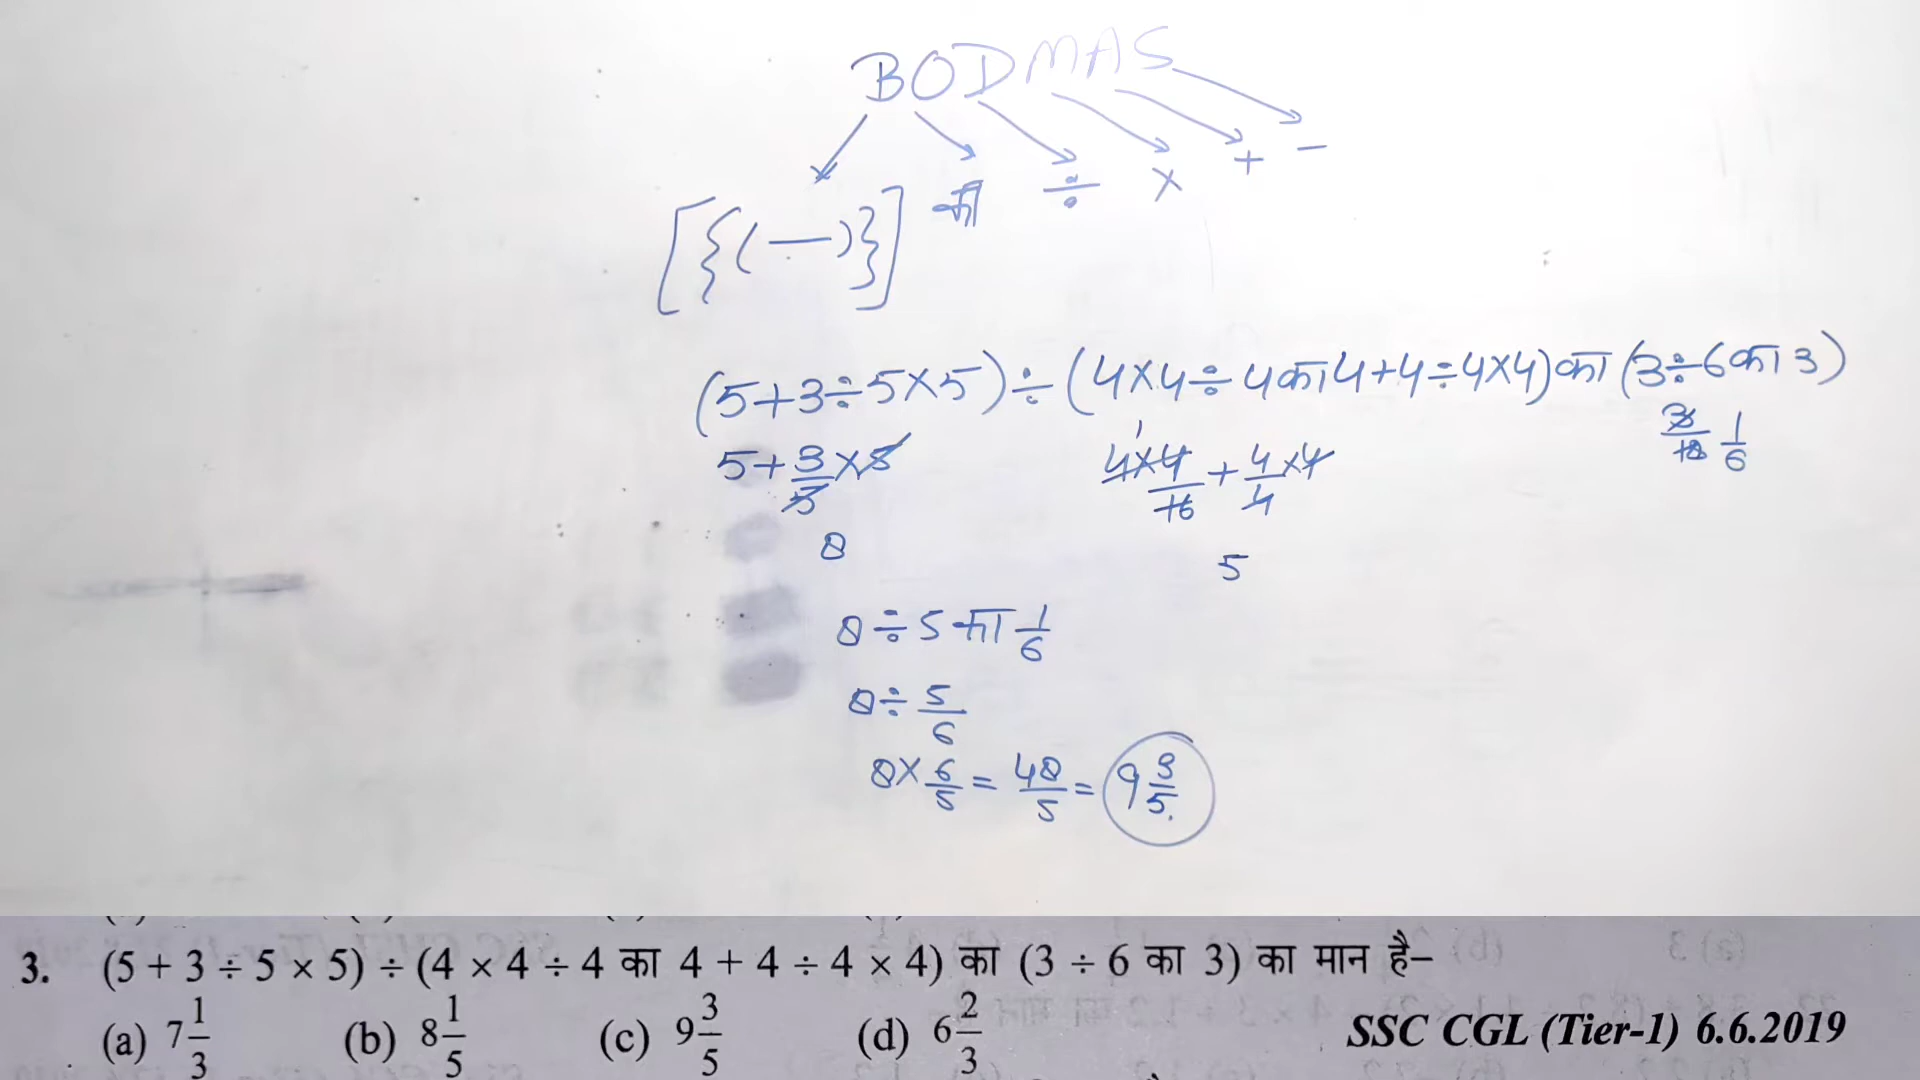 BODMAS
[{(—)}] का ÷ × + −
(5+3÷5×5)÷(4×4÷4का4+4÷4×4)का(3÷6का3)
5+3/5×5 4×4/16+4/4×4 3/18 1/6
1
8 5
8÷5 का 1/6
8÷5/6
8×6/5=48/5=9 3/5
3. (5 + 3 ÷ 5 × 5) ÷ (4 × 4 ÷ 4 का 4 + 4 ÷ 4 × 4) का (3 ÷ 6 का 3) का मान है–
(a) 7 1/3 (b) 8 1/5 (c) 9 3/5 (d) 6 2/3
SSC CGL (Tier-1) 6.6.2019